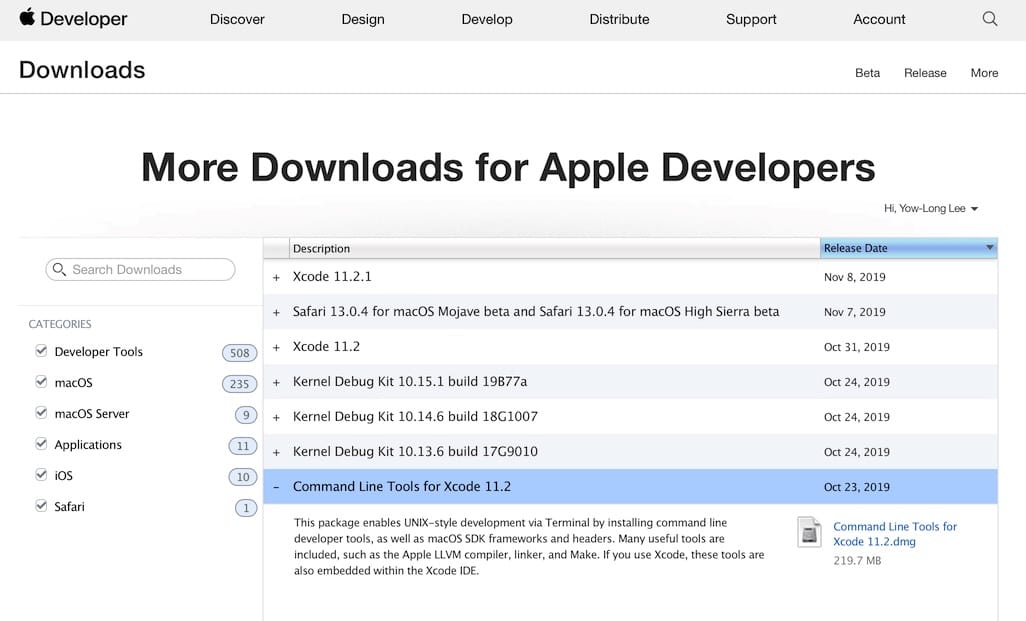 Developer Discover Design Develop Distribute Support Account
Downloads Beta Release More
More Downloads for Apple Developers
Hi, Yow-Long Lee
Description Release Date
Search Downloads
CATEGORIES
Developer Tools 508
macOS 235
macOS Server 9
Applications 11
iOS 10
Safari 1
+ Xcode 11.2.1 Nov 8, 2019
+ Safari 13.0.4 for macOS Mojave beta and Safari 13.0.4 for macOS High Sierra beta Nov 7, 2019
+ Xcode 11.2 Oct 31, 2019
+ Kernel Debug Kit 10.15.1 build 19B77a Oct 24, 2019
+ Kernel Debug Kit 10.14.6 build 18G1007 Oct 24, 2019
+ Kernel Debug Kit 10.13.6 build 17G9010 Oct 24, 2019
– Command Line Tools for Xcode 11.2 Oct 23, 2019
This package enables UNIX-style development via Terminal by installing command line
developer tools, as well as macOS SDK frameworks and headers. Many useful tools are
included, such as the Apple LLVM compiler, linker, and Make. If you use Xcode, these tools are
also embedded within the Xcode IDE.
Command Line Tools for
Xcode 11.2.dmg
219.7 MB